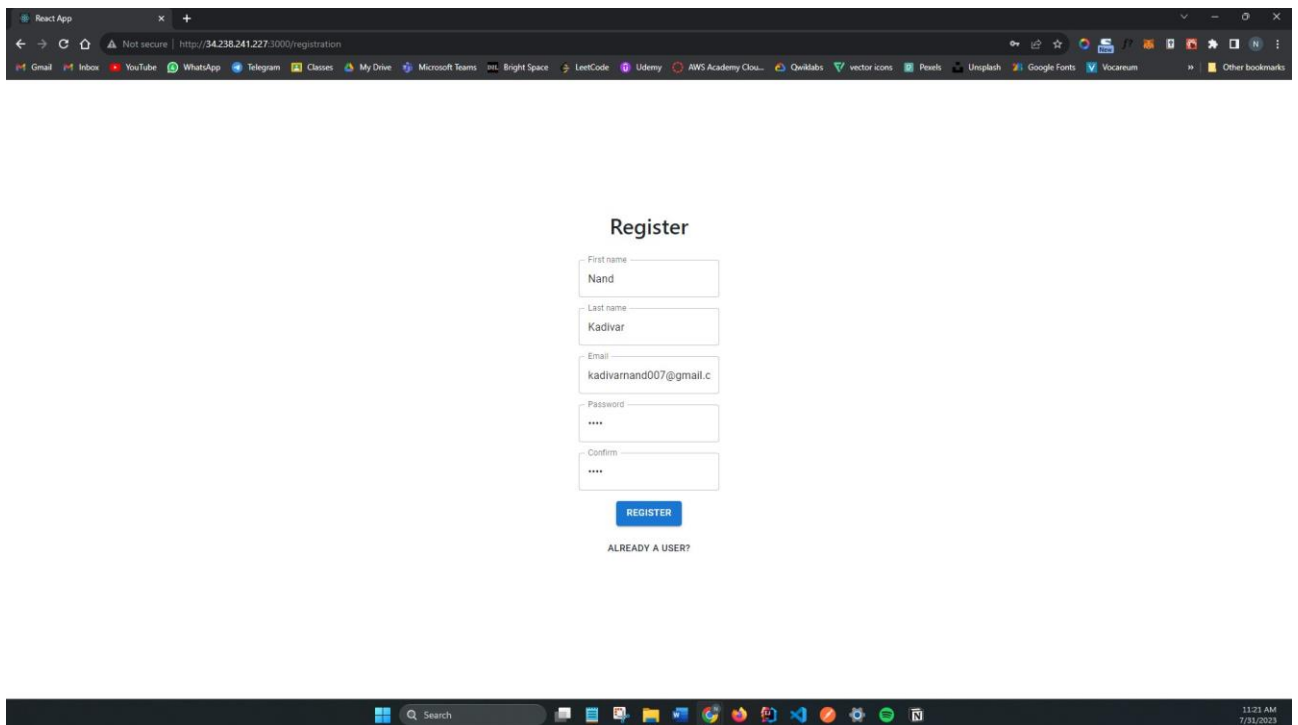 React App
Not secure | http://34.238.241.227:3000/registration
New
N
Gmail Inbox YouTube WhatsApp Telegram Classes My Drive Microsoft Teams Bright Space LeetCode Udemy AWS Academy Clou... Qwiklabs vector icons Pexels Unsplash Google Fonts Vocareum » Other bookmarks
Register
First name
Nand
Last name
Kadivar
Email
kadivarnand007@gmail.c
Password
••••
Confirm
••••
REGISTER
ALREADY A USER?
Search
11:21 AM
7/31/2023